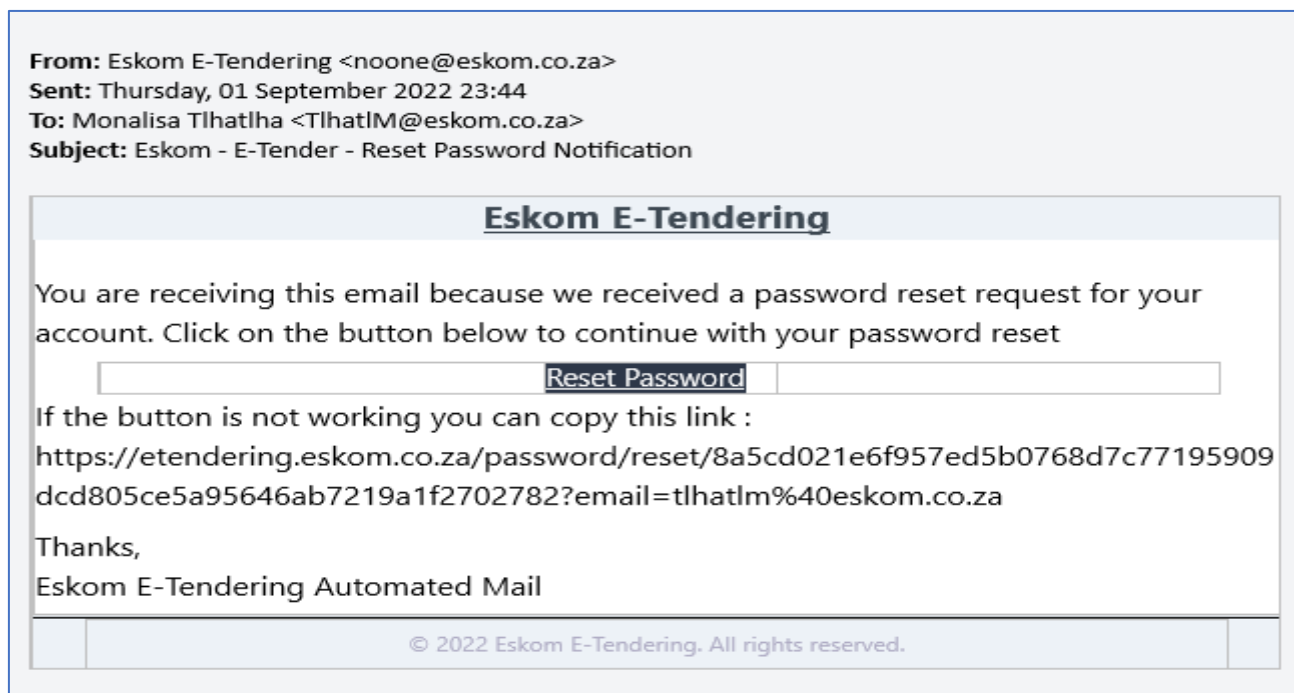 From: Eskom E-Tendering <noone@eskom.co.za>
Sent: Thursday, 01 September 2022 23:44
To: Monalisa Tlhatlha <TlhatlM@eskom.co.za>
Subject: Eskom - E-Tender - Reset Password Notification
Eskom E-Tendering
You are receiving this email because we received a password reset request for your
account. Click on the button below to continue with your password reset
Reset Password
If the button is not working you can copy this link :
https://etendering.eskom.co.za/password/reset/8a5cd021e6f957ed5b0768d7c77195909
dcd805ce5a95646ab7219a1f2702782?email=tlhatlm%40eskom.co.za
Thanks,
Eskom E-Tendering Automated Mail
© 2022 Eskom E-Tendering. All rights reserved.